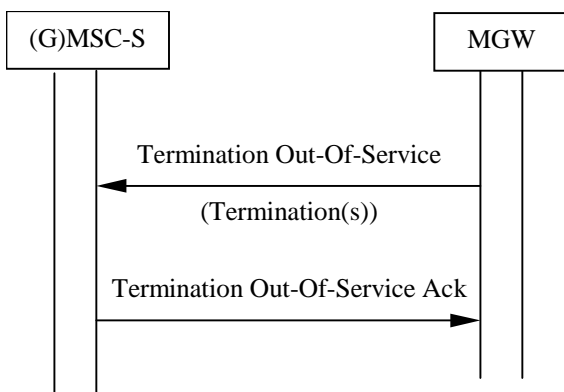 (G)MSC-S
MGW
Termination Out-Of-Service
(Termination(s))
Termination Out-Of-Service Ack